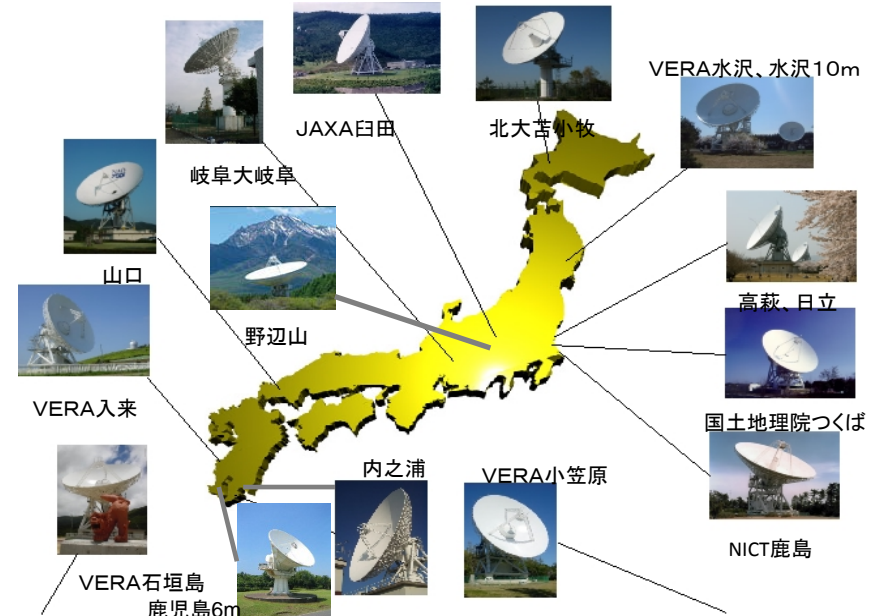 VERA水沢、水沢10m
JAXA臼田
北大苫小牧
岐阜大岐阜
山口
高萩、日立
野辺山
VERA入来
国土地理院つくば
内之浦
VERA小笠原
NICT鹿島
VERA石垣島
鹿児島6m